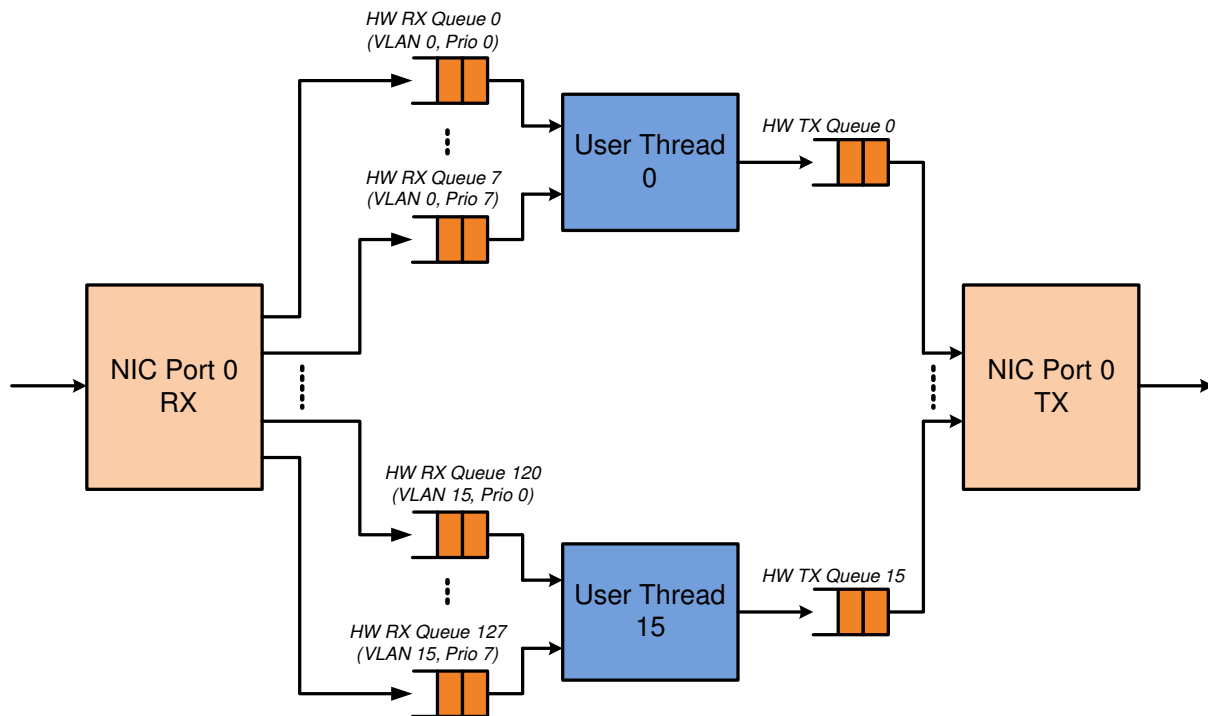 HW RX Queue 0
(VLAN 0, Prio 0)
HW RX Queue 7
(VLAN 0, Prio 7)
User Thread
0
HW TX Queue 0
NIC Port 0
RX
NIC Port 0
TX
HW RX Queue 120
(VLAN 15, Prio 0)
HW RX Queue 127
(VLAN 15, Prio 7)
User Thread
15
HW TX Queue 15